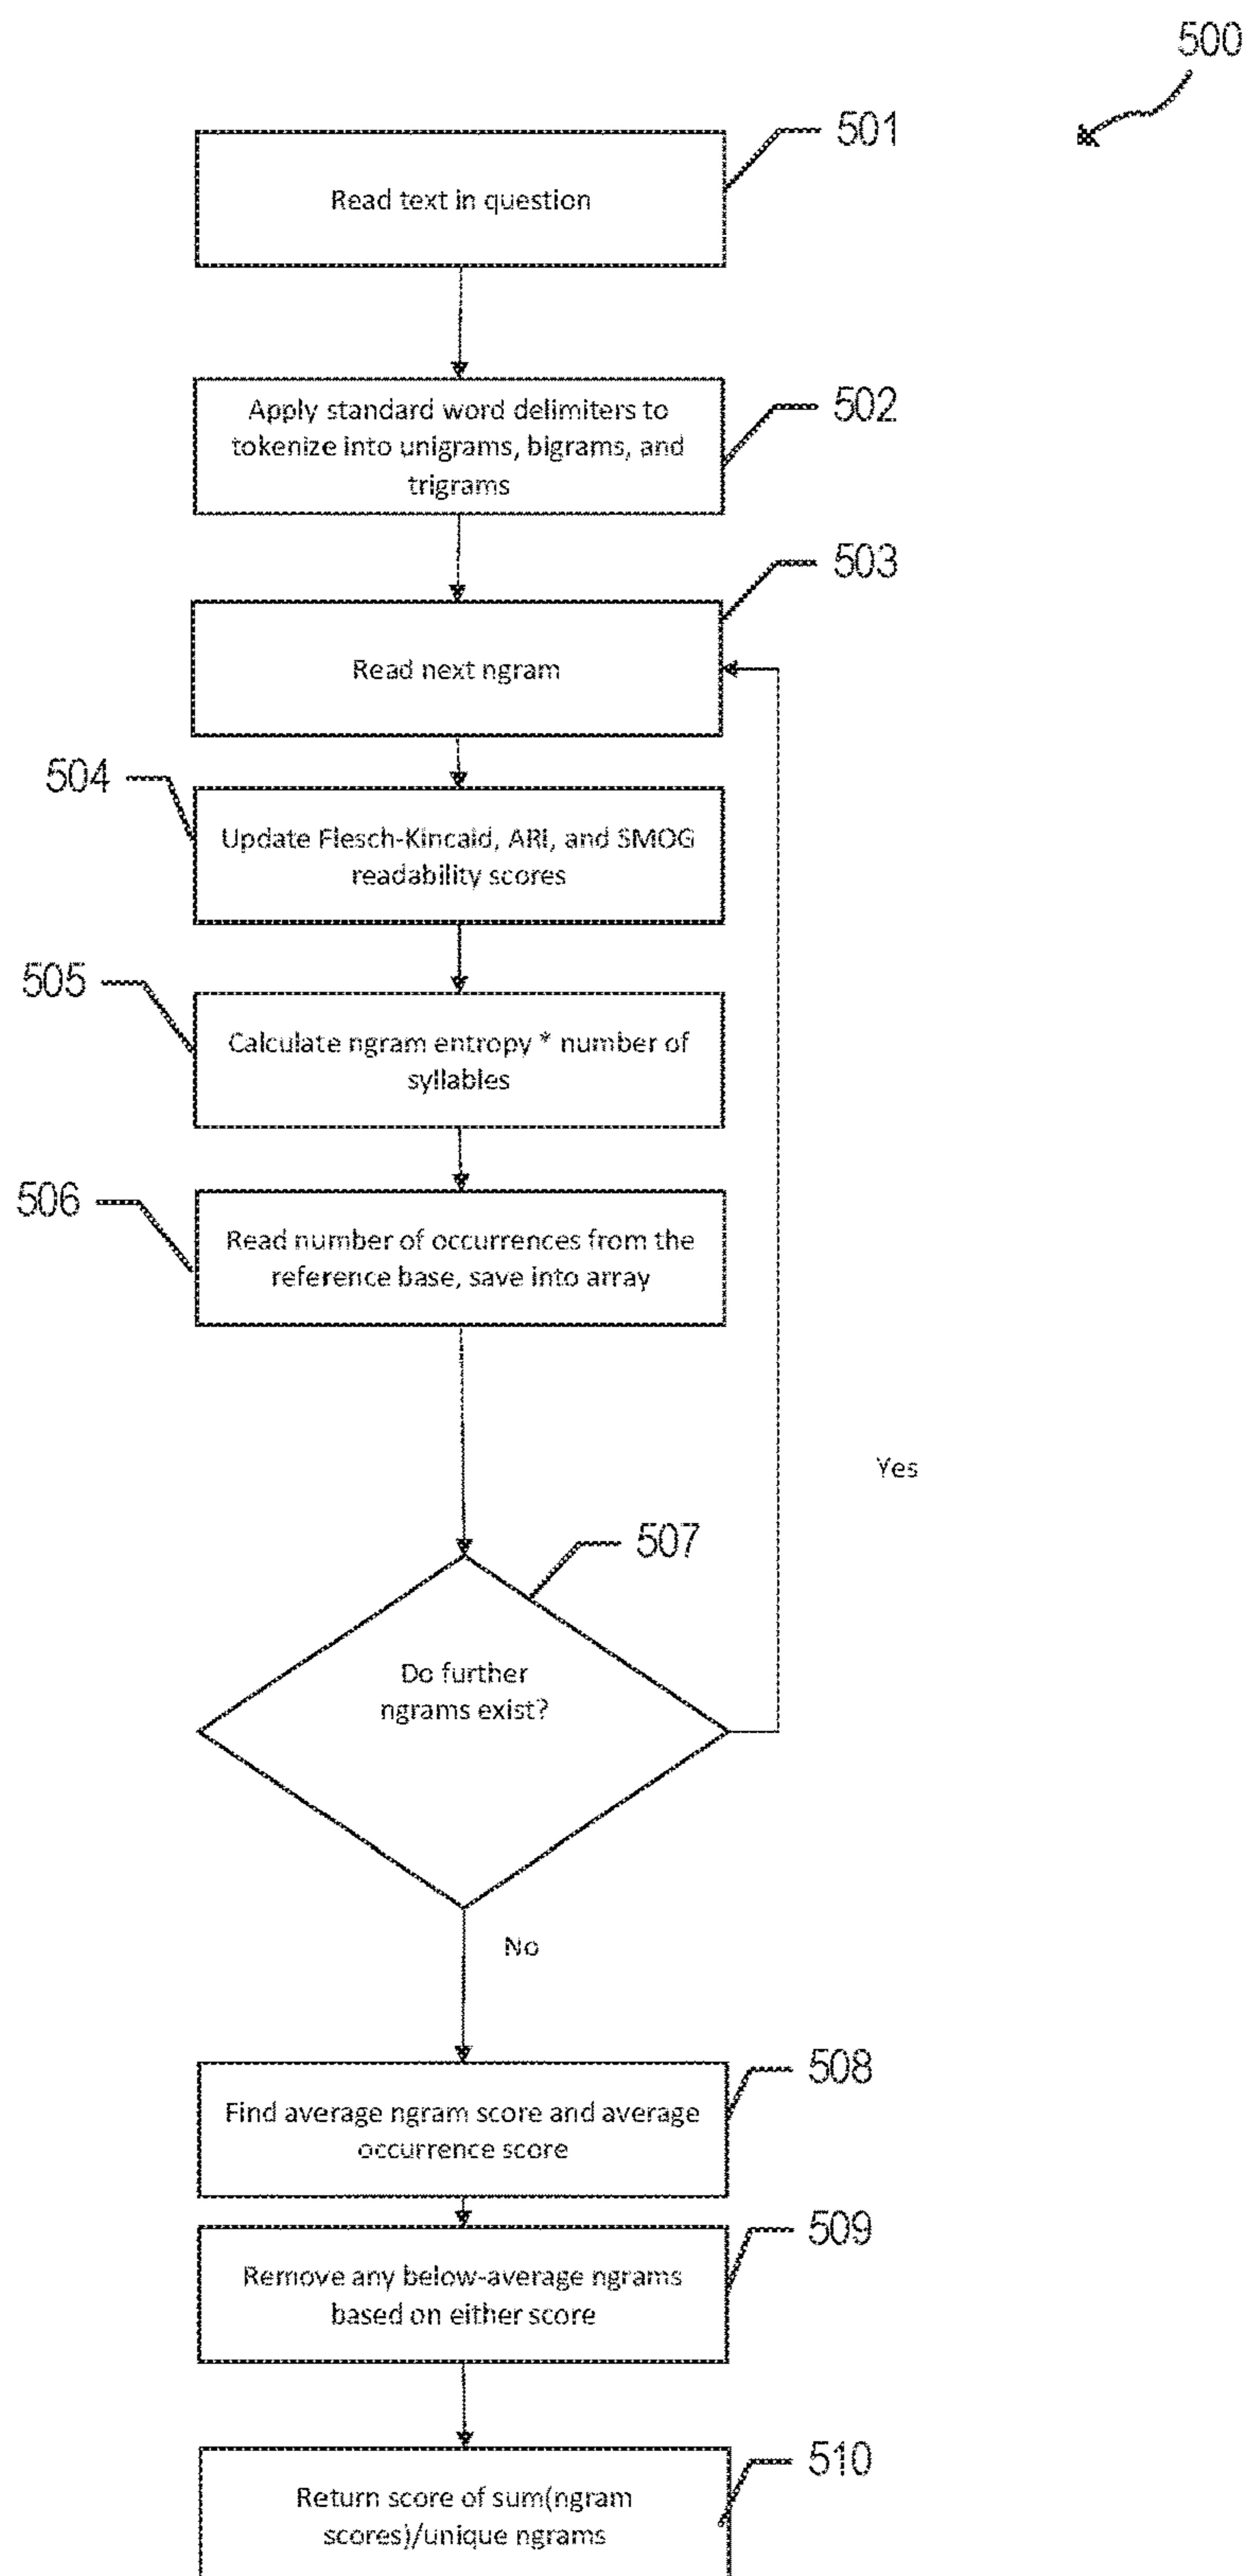 500
501
Read text in question
502
Apply standard word delimiters to
tokenize into unigrams, bigrams, and
trigrams
503
Read next ngram
504
Update Flesch-Kincaid, ARI, and SMOG
readability scores
505
Calculate ngram entropy * number of
syllables
506
Read number of occurrences from the
reference base, save into array
Yes
507
Do further
ngrams exist?
No
508
Find average ngram score and average
occurrence score
509
Remove any below-average ngrams
based on either score
510
Return score of sum(ngram
scores)/unique ngrams